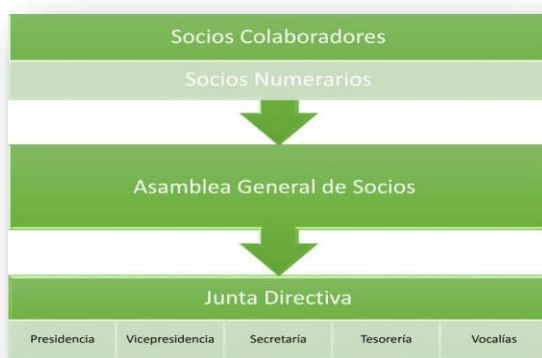 Socios Colaboradores
Socios Numerarios
Asamblea General de Socios
Junta Directiva
Presidencia Vicepresidencia Secretaría Tesorería Vocalías